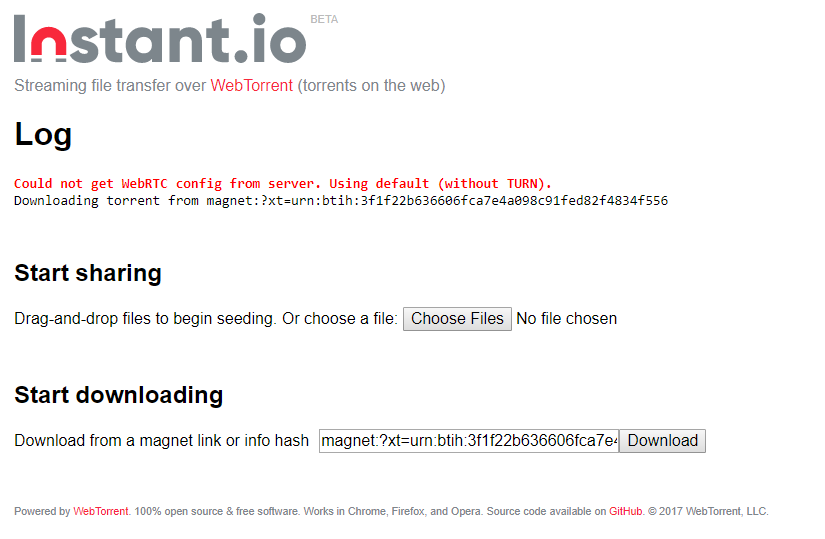 Instant.io BETA
Streaming file transfer over WebTorrent (torrents on the web)
Log
Could not get WebRTC config from server. Using default (without TURN).
Downloading torrent from magnet:?xt=urn:btih:3f1f22b636606fca7e4a098c91fed82f4834f556
Start sharing
Drag-and-drop files to begin seeding. Or choose a file: Choose Files No file chosen
Start downloading
Download from a magnet link or info hash magnet:?xt=urn:btih:3f1f22b636606fca7e4 Download
Powered by WebTorrent. 100% open source & free software. Works in Chrome, Firefox, and Opera. Source code available on GitHub. © 2017 WebTorrent, LLC.